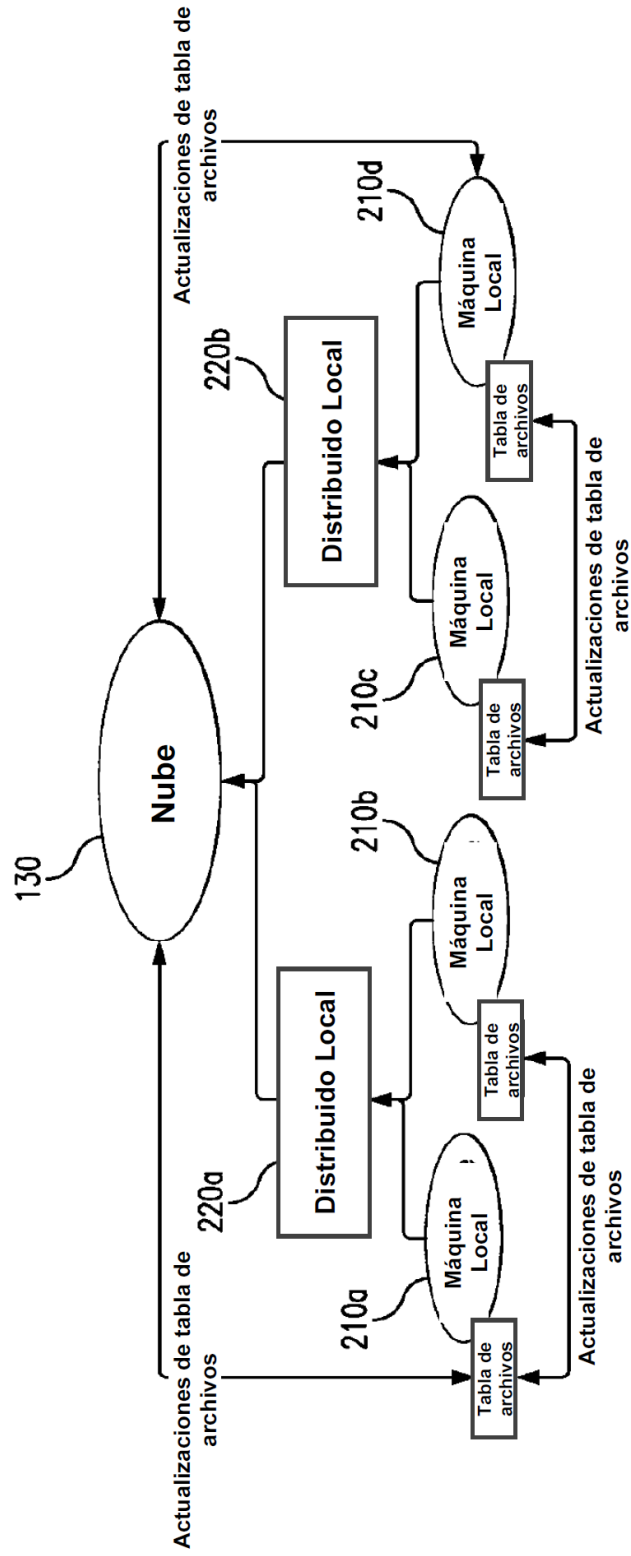 130
Nube
Actualizaciones de tabla de
archivos
Actualizaciones de tabla de
archivos
220a
Distribuido Local
220b
Distribuido Local
210a
Máquina
Local
Tabla de
archivos
210b
Máquina
Local
Tabla de
archivos
210c
Máquina
Local
Tabla de
archivos
210d
Máquina
Local
Tabla de
archivos
Actualizaciones de tabla de
archivos
Actualizaciones de tabla de
archivos